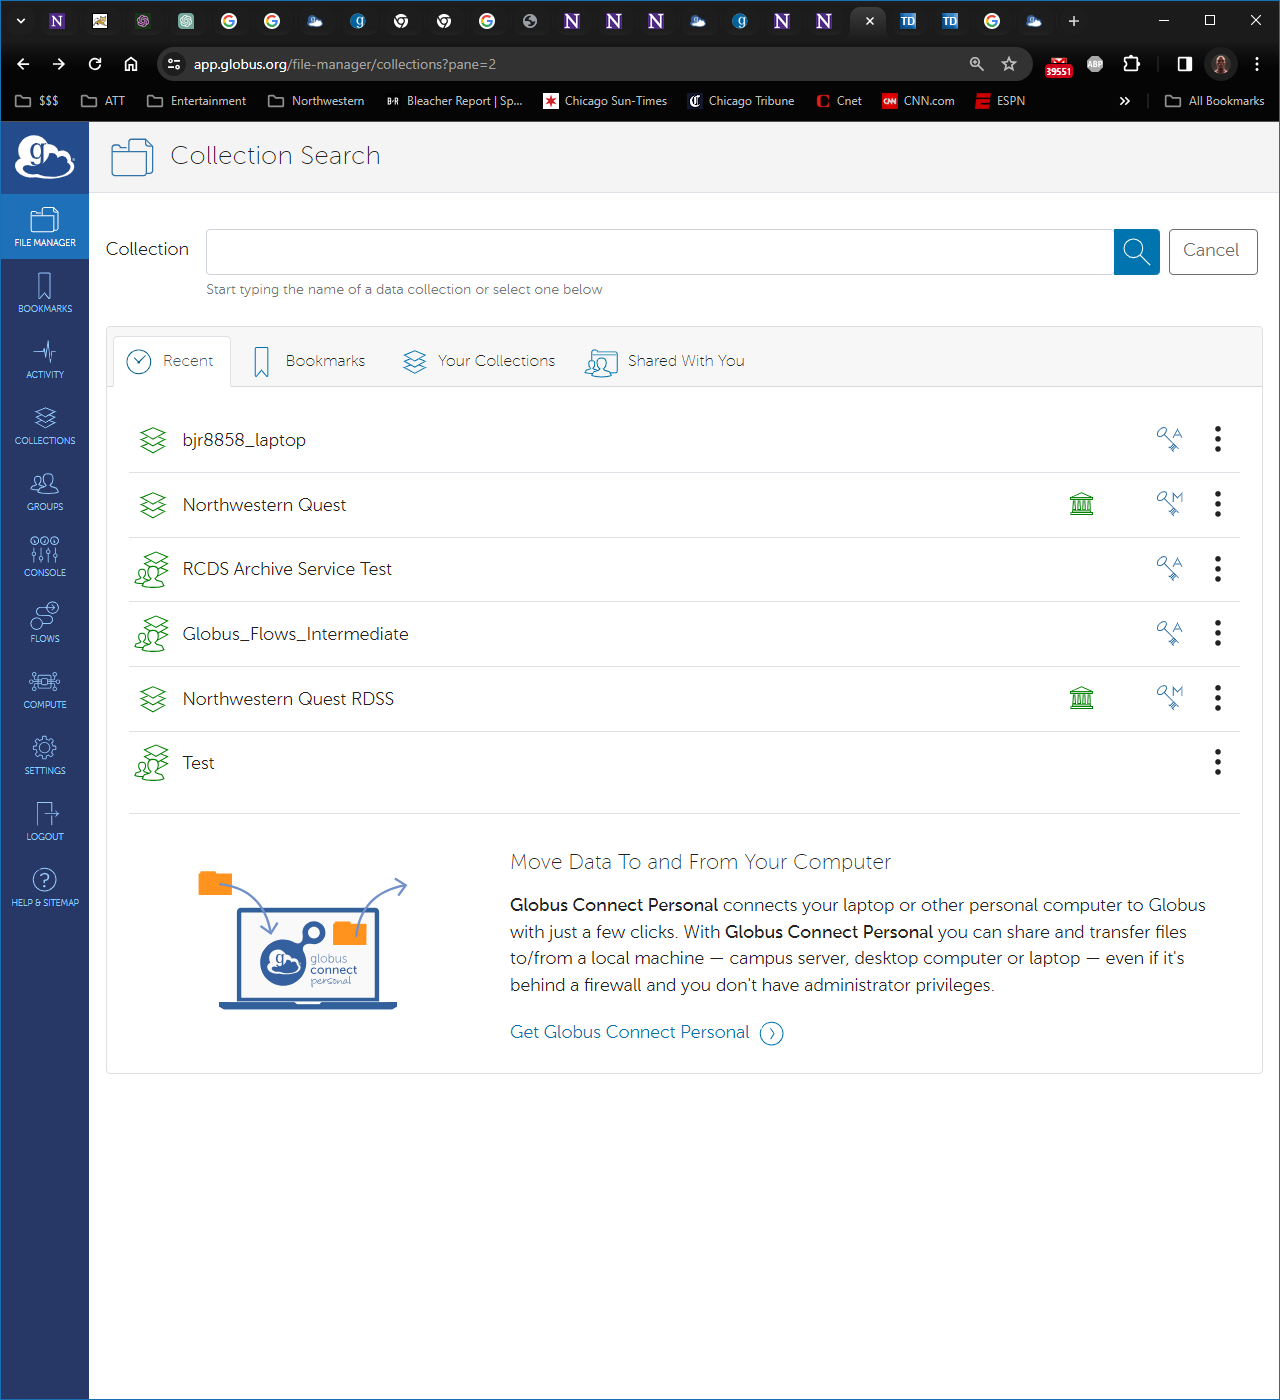 app.globus.org/file-manager/collections?pane=2
39551
ABP
$$$
ATT
Entertainment
Northwestern
B·R Bleacher Report | Sp...
Chicago Sun-Times
Chicago Tribune
Cnet
CNN CNN.com
ESPN
»
All Bookmarks
g
Collection Search
FILE MANAGER
BOOKMARKS
ACTIVITY
COLLECTIONS
GROUPS
CONSOLE
FLOWS
COMPUTE
SETTINGS
LOGOUT
HELP & SITEMAP
Collection
Cancel
Start typing the name of a data collection or select one below
Recent
Bookmarks
Your Collections
Shared With You
bjr8858_laptop
A
Northwestern Quest
M
RCDS Archive Service Test
A
Globus_Flows_Intermediate
A
Northwestern Quest RDSS
M
Test
g globus
connect
personal
Move Data To and From Your Computer
Globus Connect Personal connects your laptop or other personal computer to Globus
with just a few clicks. With Globus Connect Personal you can share and transfer files
to/from a local machine — campus server, desktop computer or laptop — even if it's
behind a firewall and you don't have administrator privileges.
Get Globus Connect Personal